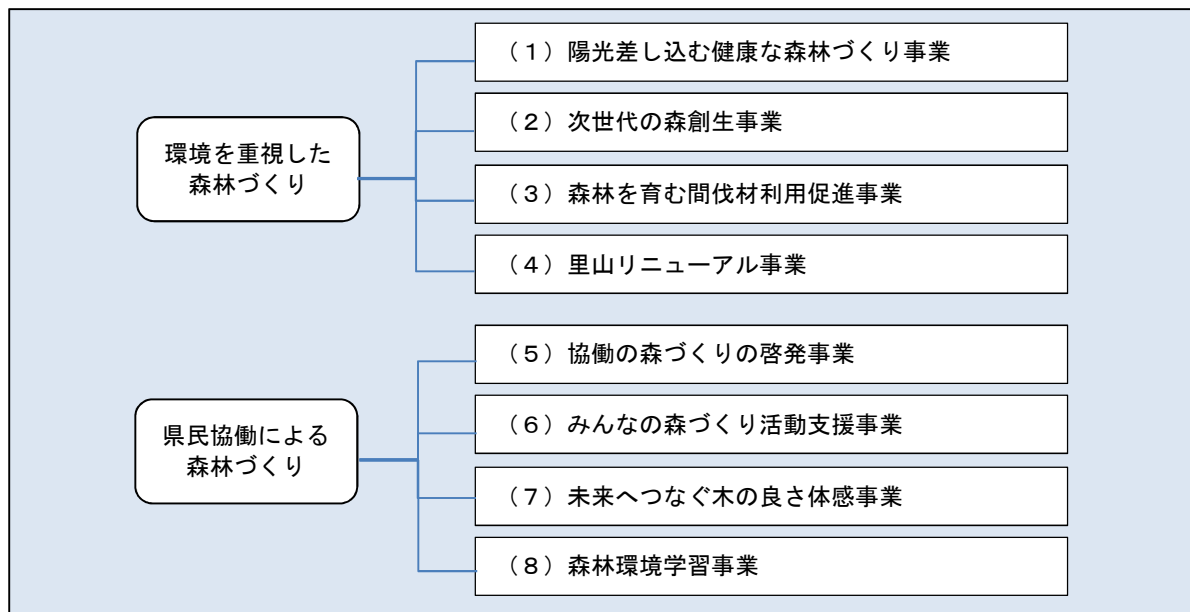 環境を重視した
森林づくり
（１）陽光差し込む健康な森林づくり事業
（２）次世代の森創生事業
（３）森林を育む間伐材利用促進事業
（４）里山リニューアル事業
県民協働による
森林づくり
（５）協働の森づくりの啓発事業
（６）みんなの森づくり活動支援事業
（７）未来へつなぐ木の良さ体感事業
（８）森林環境学習事業